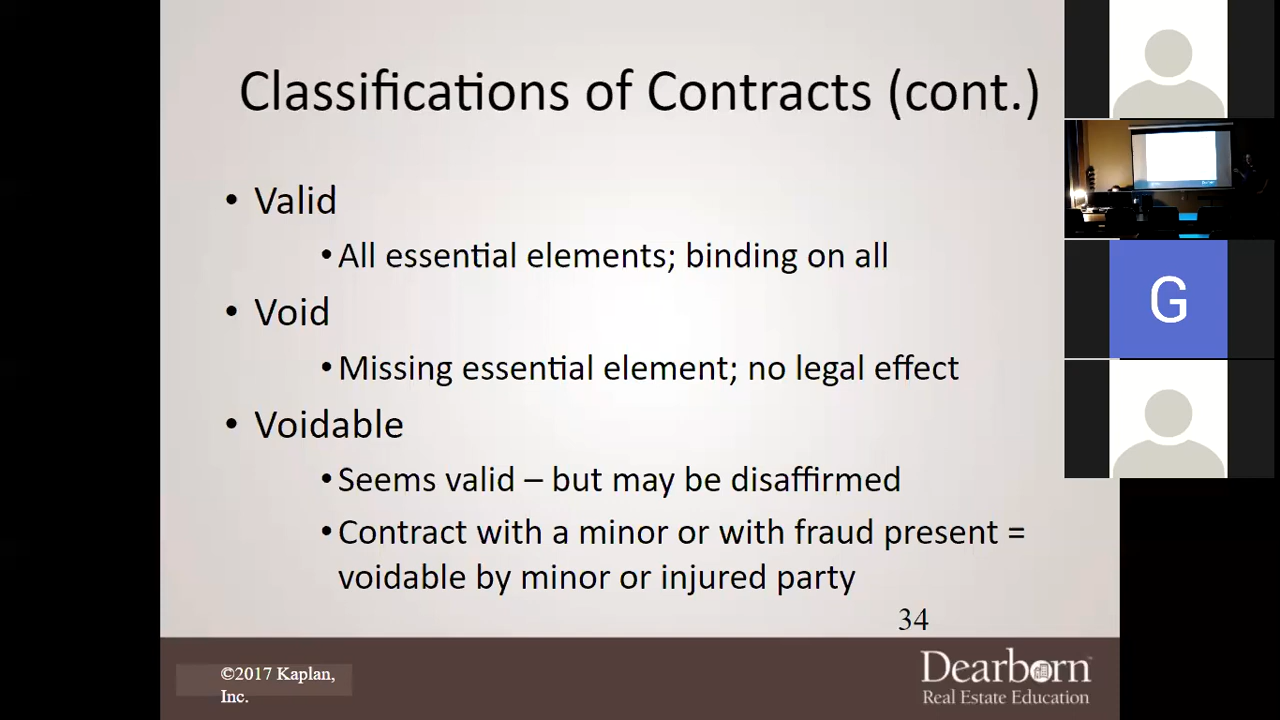 Classifications of Contracts (cont.)
• Valid
• All essential elements; binding on all
• Void
• Missing essential element; no legal effect
• Voidable
• Seems valid – but may be disaffirmed
• Contract with a minor or with fraud present =
voidable by minor or injured party
34
©2017 Kaplan,
Inc.
Dearborn
Real Estate Education
G